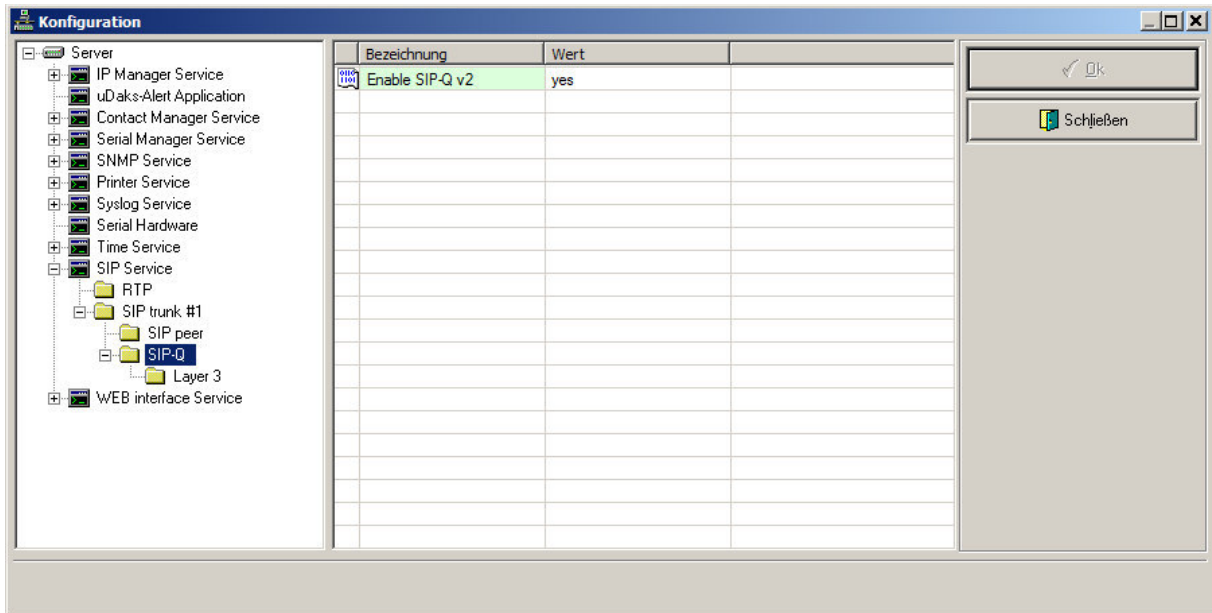 Konfiguration
Server
IP Manager Service
uDaks-Alert Application
Contact Manager Service
Serial Manager Service
SNMP Service
Printer Service
Syslog Service
Serial Hardware
Time Service
SIP Service
RTP
SIP trunk #1
SIP peer
SIP-Q
Layer 3
WEB interface Service
Bezeichnung Wert
Enable SIP-Q v2 yes
Ok
Schließen